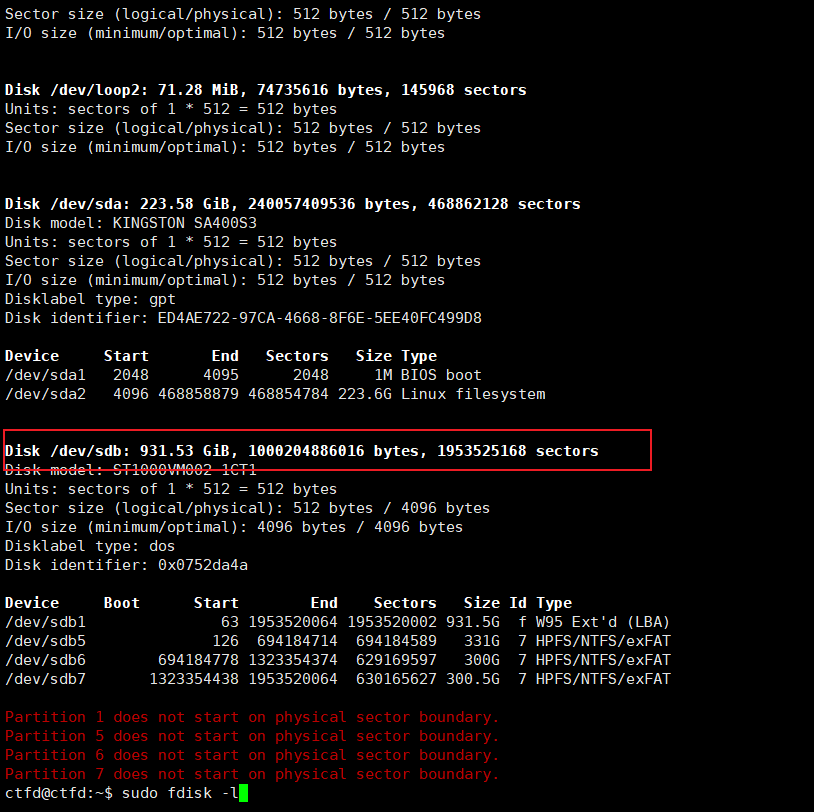 Sector size (logical/physical): 512 bytes / 512 bytes
I/O size (minimum/optimal): 512 bytes / 512 bytes
Disk /dev/loop2: 71.28 MiB, 74735616 bytes, 145968 sectors
Units: sectors of 1 * 512 = 512 bytes
Sector size (logical/physical): 512 bytes / 512 bytes
I/O size (minimum/optimal): 512 bytes / 512 bytes
Disk /dev/sda: 223.58 GiB, 240057409536 bytes, 468862128 sectors
Disk model: KINGSTON SA400S3
Units: sectors of 1 * 512 = 512 bytes
Sector size (logical/physical): 512 bytes / 512 bytes
I/O size (minimum/optimal): 512 bytes / 512 bytes
Disklabel type: gpt
Disk identifier: ED4AE722-97CA-4668-8F6E-5EE40FC499D8
Device     Start       End   Sectors   Size Type
/dev/sda1   2048      4095      2048     1M BIOS boot
/dev/sda2   4096 468858879 468854784 223.6G Linux filesystem
Disk /dev/sdb: 931.53 GiB, 1000204886016 bytes, 1953525168 sectors
Disk model: ST1000VM002-1CT1
Units: sectors of 1 * 512 = 512 bytes
Sector size (logical/physical): 512 bytes / 4096 bytes
I/O size (minimum/optimal): 4096 bytes / 4096 bytes
Disklabel type: dos
Disk identifier: 0x0752da4a
Device     Boot      Start        End    Sectors   Size Id Type
/dev/sdb1               63 1953520064 1953520002 931.5G  f W95 Ext'd (LBA)
/dev/sdb5              126  694184714  694184589   331G  7 HPFS/NTFS/exFAT
/dev/sdb6        694184778 1323354374  629169597   300G  7 HPFS/NTFS/exFAT
/dev/sdb7       1323354438 1953520064  630165627 300.5G  7 HPFS/NTFS/exFAT
Partition 1 does not start on physical sector boundary.
Partition 5 does not start on physical sector boundary.
Partition 6 does not start on physical sector boundary.
Partition 7 does not start on physical sector boundary.
ctfd@ctfd:~$ sudo fdisk -l